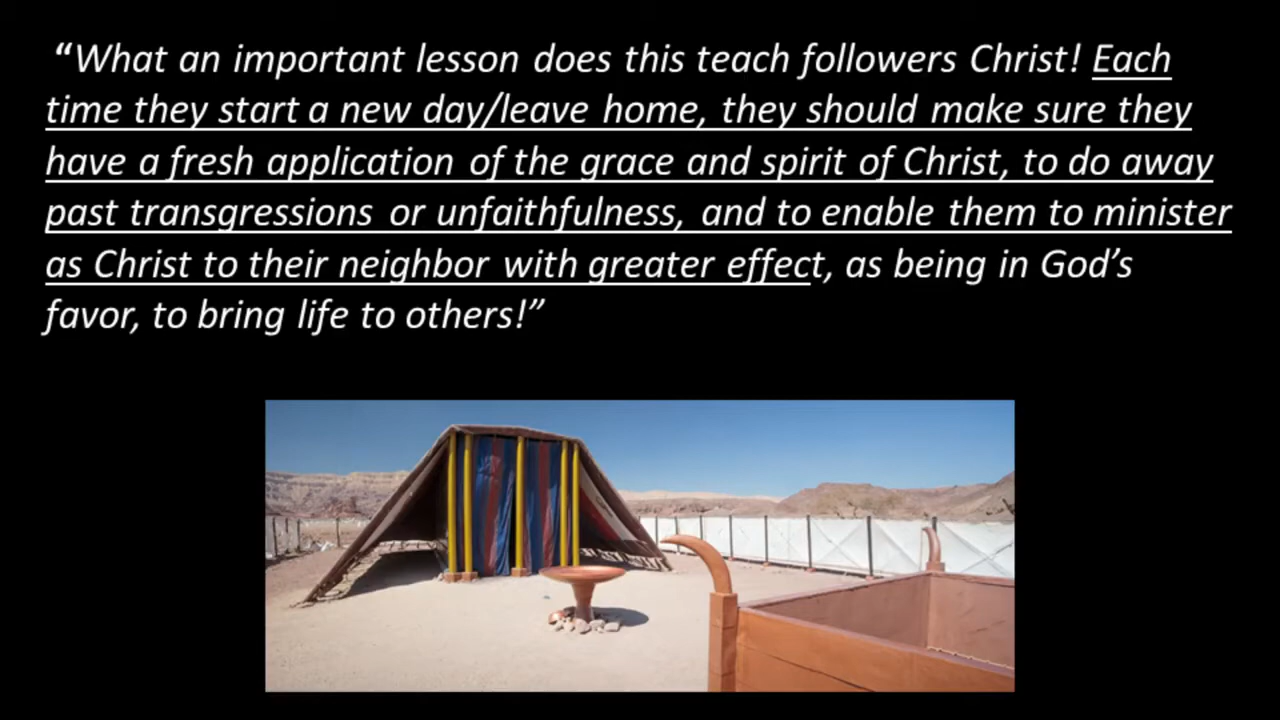 “What an important lesson does this teach followers Christ! Each
time they start a new day/leave home, they should make sure they
have a fresh application of the grace and spirit of Christ, to do away
past transgressions or unfaithfulness, and to enable them to minister
as Christ to their neighbor with greater effect, as being in God’s
favor, to bring life to others!”